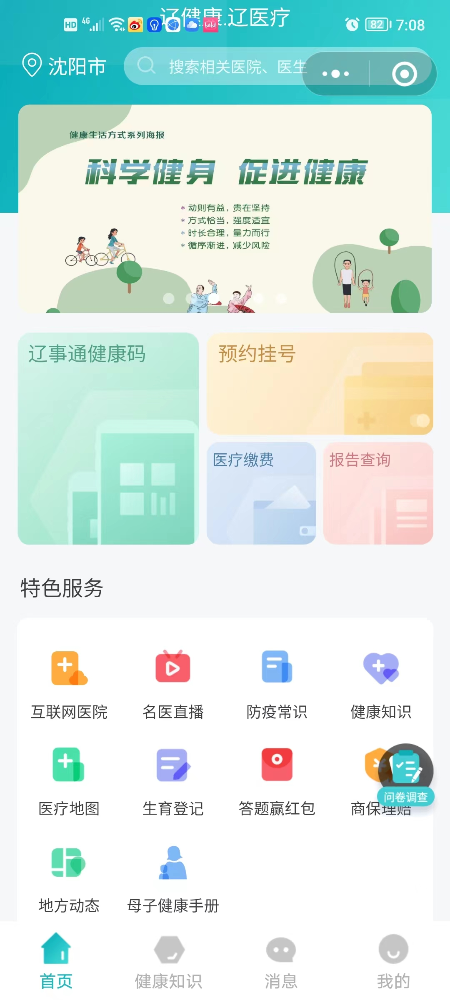 辽健康.辽医疗
HD 4G 82 7:08
沈阳市
搜索相关医院、医生
健康生活方式系列海报
科学健身 促进健康
* 动则有益，贵在坚持
* 方式恰当，强度适宜
* 时长合理，量力而行
* 循序渐进，减少风险
辽事通健康码
预约挂号
医疗缴费
报告查询
特色服务
互联网医院
名医直播
防疫常识
健康知识
医疗地图
生育登记
答题赢红包
商保理赔
问卷调查
地方动态
母子健康手册
首页
健康知识
消息
我的